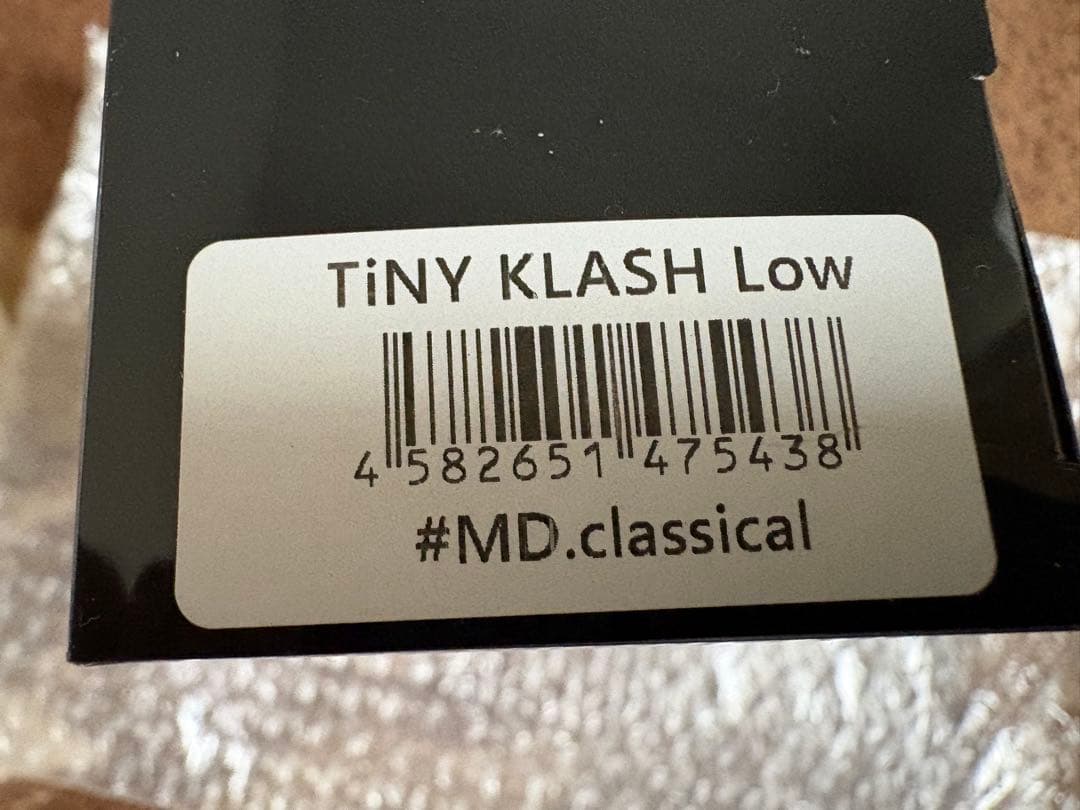 TiNY KLASH Low
4 582651 475438
#MD.classical